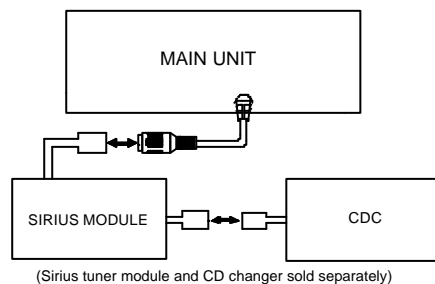 MAIN UNIT
SIRIUS MODULE
CDC
(Sirius tuner module and CD changer sold separately)